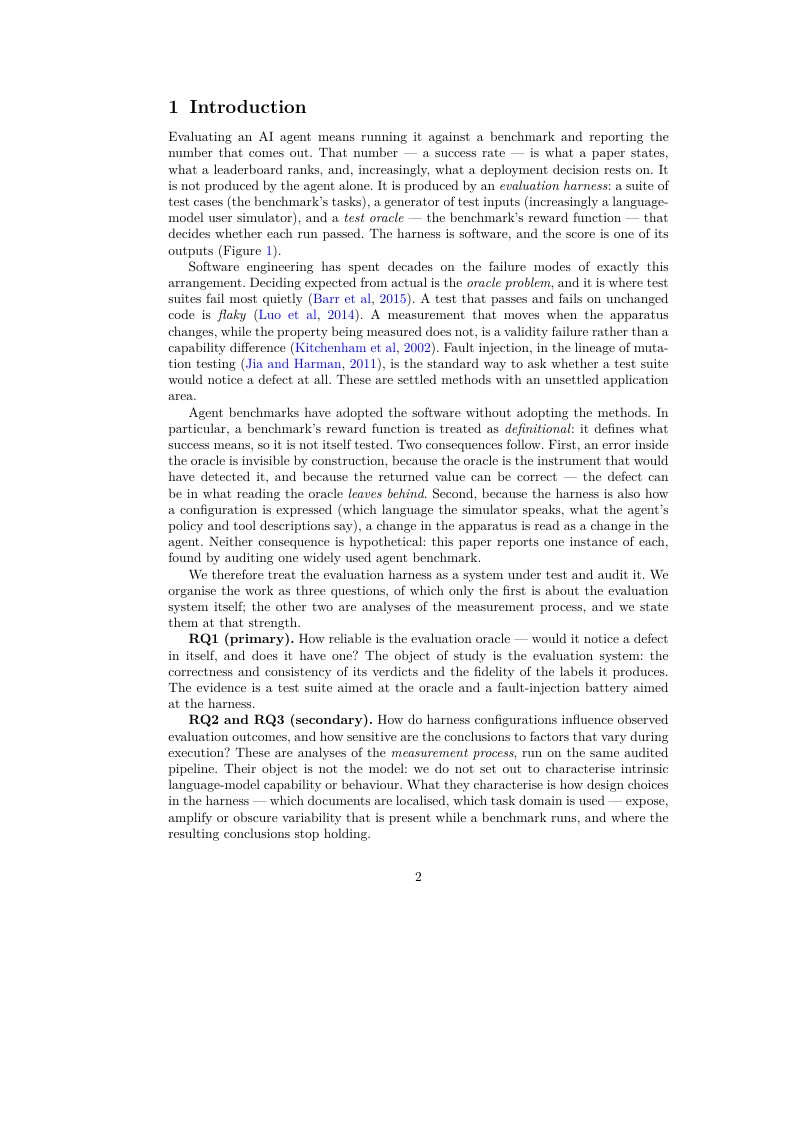 1 Introduction
Evaluating an AI agent means running it against a benchmark and reporting the
number that comes out. That number — a success rate — is what a paper states,
what a leaderboard ranks, and, increasingly, what a deployment decision rests on. It
is not produced by the agent alone. It is produced by an evaluation harness: a suite of
test cases (the benchmark's tasks), a generator of test inputs (increasingly a language-
model user simulator), and a test oracle — the benchmark's reward function — that
decides whether each run passed. The harness is software, and the score is one of its
outputs (Figure 1).
Software engineering has spent decades on the failure modes of exactly this
arrangement. Deciding expected from actual is the oracle problem, and it is where test
suites fail most quietly (Barr et al, 2015). A test that passes and fails on unchanged
code is flaky (Luo et al, 2014). A measurement that moves when the apparatus
changes, while the property being measured does not, is a validity failure rather than a
capability difference (Kitchenham et al, 2002). Fault injection, in the lineage of muta-
tion testing (Jia and Harman, 2011), is the standard way to ask whether a test suite
would notice a defect at all. These are settled methods with an unsettled application
area.
Agent benchmarks have adopted the software without adopting the methods. In
particular, a benchmark's reward function is treated as definitional: it defines what
success means, so it is not itself tested. Two consequences follow. First, an error inside
the oracle is invisible by construction, because the oracle is the instrument that would
have detected it, and because the returned value can be correct — the defect can
be in what reading the oracle leaves behind. Second, because the harness is also how
a configuration is expressed (which language the simulator speaks, what the agent's
policy and tool descriptions say), a change in the apparatus is read as a change in the
agent. Neither consequence is hypothetical: this paper reports one instance of each,
found by auditing one widely used agent benchmark.
We therefore treat the evaluation harness as a system under test and audit it. We
organise the work as three questions, of which only the first is about the evaluation
system itself; the other two are analyses of the measurement process, and we state
them at that strength.
RQ1 (primary). How reliable is the evaluation oracle — would it notice a defect
in itself, and does it have one? The object of study is the evaluation system: the
correctness and consistency of its verdicts and the fidelity of the labels it produces.
The evidence is a test suite aimed at the oracle and a fault-injection battery aimed
at the harness.
RQ2 and RQ3 (secondary). How do harness configurations influence observed
evaluation outcomes, and how sensitive are the conclusions to factors that vary during
execution? These are analyses of the measurement process, run on the same audited
pipeline. Their object is not the model: we do not set out to characterise intrinsic
language-model capability or behaviour. What they characterise is how design choices
in the harness — which documents are localised, which task domain is used — expose,
amplify or obscure variability that is present while a benchmark runs, and where the
resulting conclusions stop holding.
2